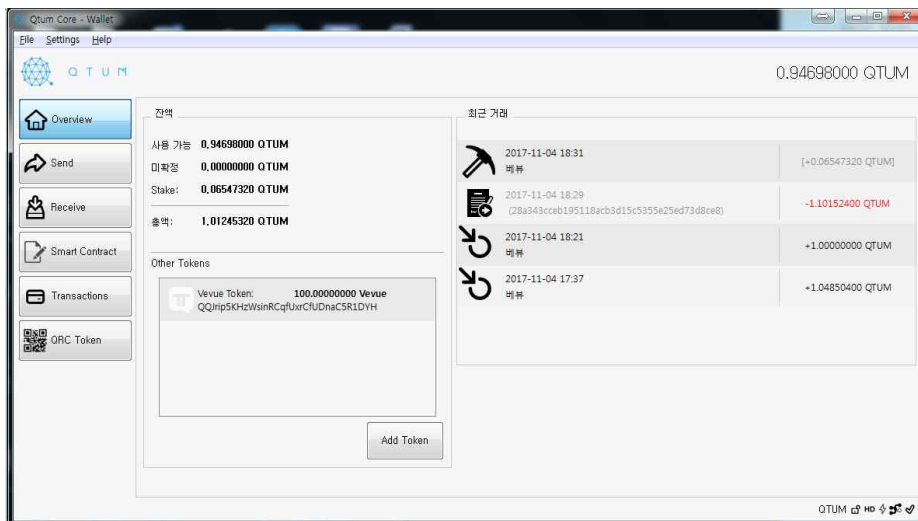 Qtum Core - Wallet
File Settings Help
QTUM
0.94698000 QTUM
Overview
Send
Receive
Smart Contract
Transactions
QRC Token
잔액
사용 가능 0.94698000 QTUM
미확정 0.00000000 QTUM
Stake: 0.06547320 QTUM
총액: 1.01245320 QTUM
Other Tokens
Vevue Token: 100.00000000 Vevue
QQJrip5KHzWsinRCqfUxrCfUDnaC5R1DYH
Add Token
최근 거래
2017-11-04 18:31
베뷰
[+0.06547320 QTUM]
2017-11-04 18:29
(28a343cceb195118acb3d15c5355e25ed73d8ce8)
-1.10152400 QTUM
2017-11-04 18:21
베뷰
+1.00000000 QTUM
2017-11-04 17:37
베뷰
+1.04850400 QTUM
QTUM HD